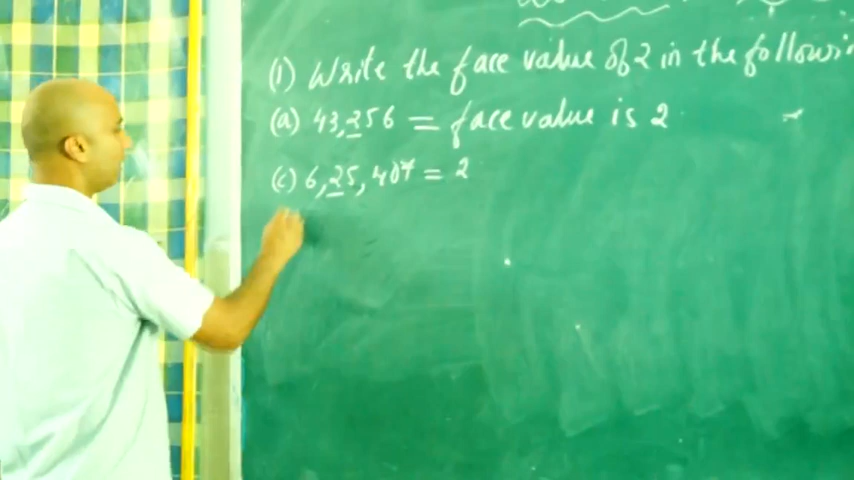 (1) Write the face value of 2 in the followin
(a) 43,256 = face value is 2
(c) 6,25,407 = 2